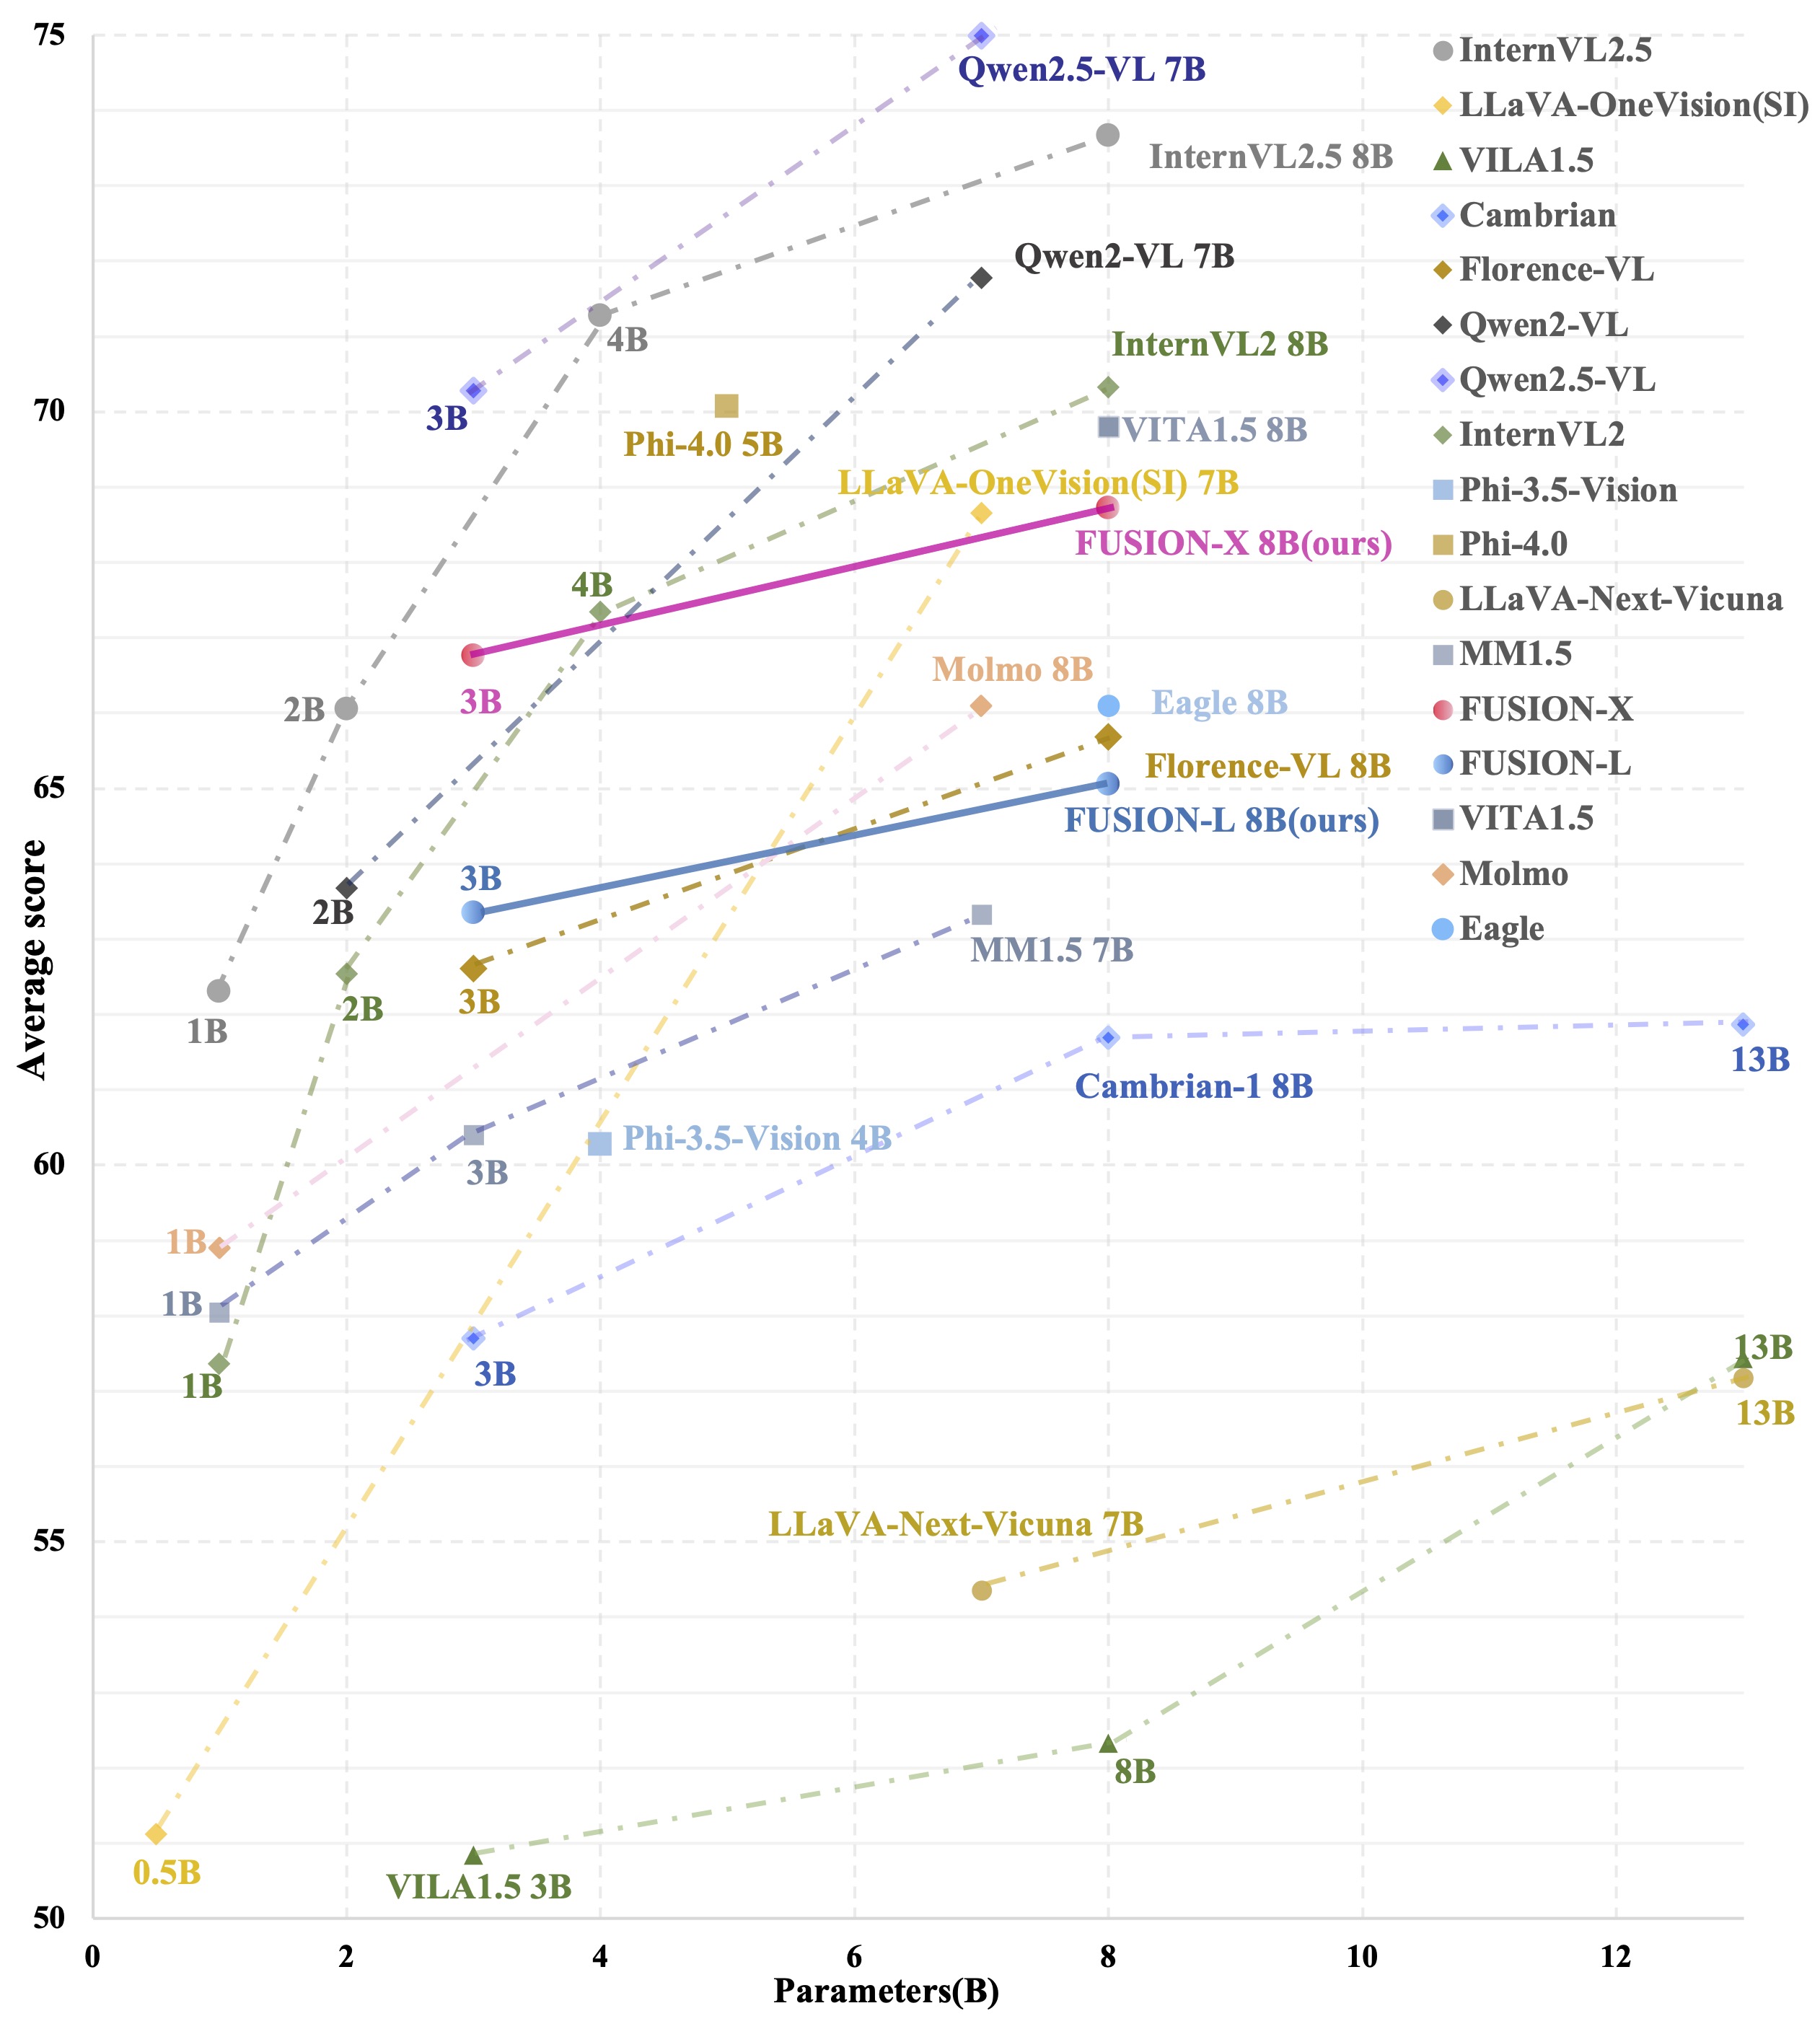 75
Qwen2.5-VL 7B
InternVL2.5 8B
Qwen2-VL 7B
4B
InternVL2 8B
3B
70
Phi-4.0 5B
VITA1.5 8B
LLaVA-OneVision(SI) 7B
FUSION-X 8B(ours)
4B
3B
2B
Molmo 8B
Eagle 8B
Florence-VL 8B
65
FUSION-L 8B(ours)
3B
2B
MM1.5 7B
3B
2B
1B
13B
Cambrian-1 8B
Phi-3.5-Vision 4B
60
3B
1B
1B
3B
1B
13B
13B
LLaVA-Next-Vicuna 7B
55
8B
0.5B
VILA1.5 3B
50
InternVL2.5
LLaVA-OneVision(SI)
VILA1.5
Cambrian
Florence-VL
Qwen2-VL
Qwen2.5-VL
InternVL2
Phi-3.5-Vision
Phi-4.0
LLaVA-Next-Vicuna
MM1.5
FUSION-X
FUSION-L
VITA1.5
Molmo
Eagle
Average score
0 2 4 6 8 10 12
Parameters(B)